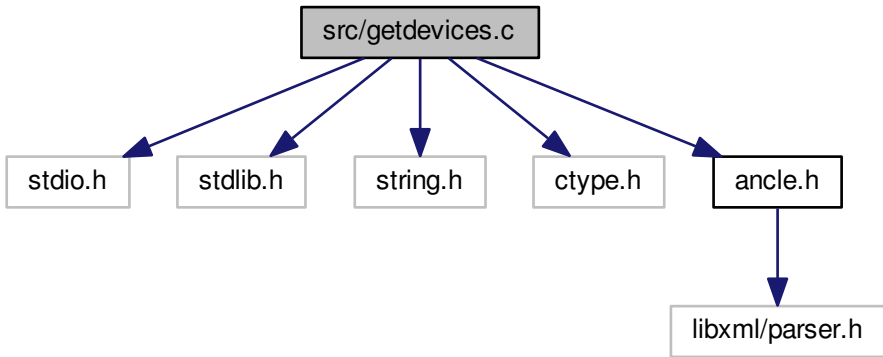 src/getdevices.c
stdio.h
stdlib.h
string.h
ctype.h
ancle.h
libxml/parser.h